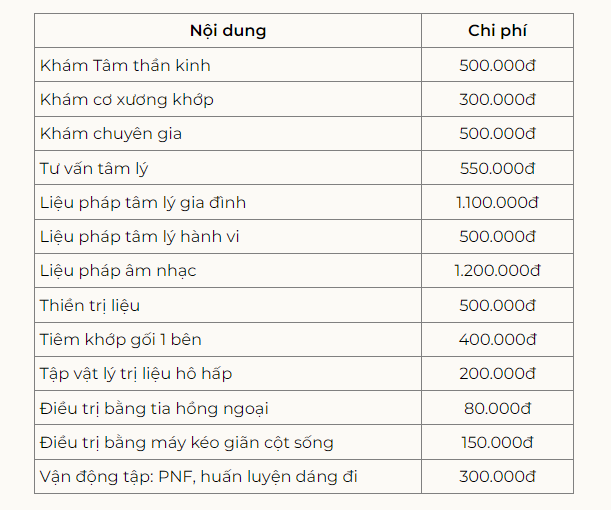 Nội dung Chi phí
Khám Tâm thần kinh 500.000đ
Khám cơ xương khớp 300.000đ
Khám chuyên gia 500.000đ
Tư vấn tâm lý 550.000đ
Liệu pháp tâm lý gia đình 1.100.000đ
Liệu pháp tâm lý hành vi 500.000đ
Liệu pháp âm nhạc 1.200.000đ
Thiền trị liệu 500.000đ
Tiêm khớp gối 1 bên 400.000đ
Tập vật lý trị liệu hô hấp 200.000đ
Điều trị bằng tia hồng ngoại 80.000đ
Điều trị bằng máy kéo giãn cột sống 150.000đ
Vận động tập: PNF, huấn luyện dáng đi 300.000đ